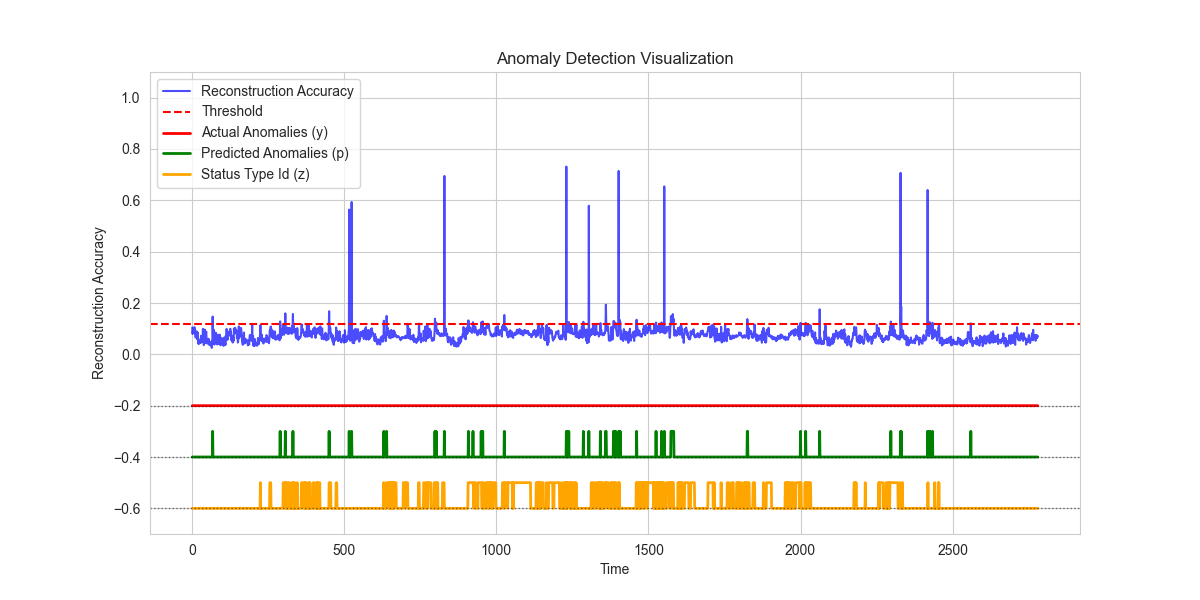 Anomaly Detection Visualization
Reconstruction Accuracy
Threshold
Actual Anomalies (y)
Predicted Anomalies (p)
Status Type Id (z)
1.0
0.8
0.6
0.4
0.2
0.0
−0.2
−0.4
−0.6
Reconstruction Accuracy
0
500
1000
1500
2000
2500
Time